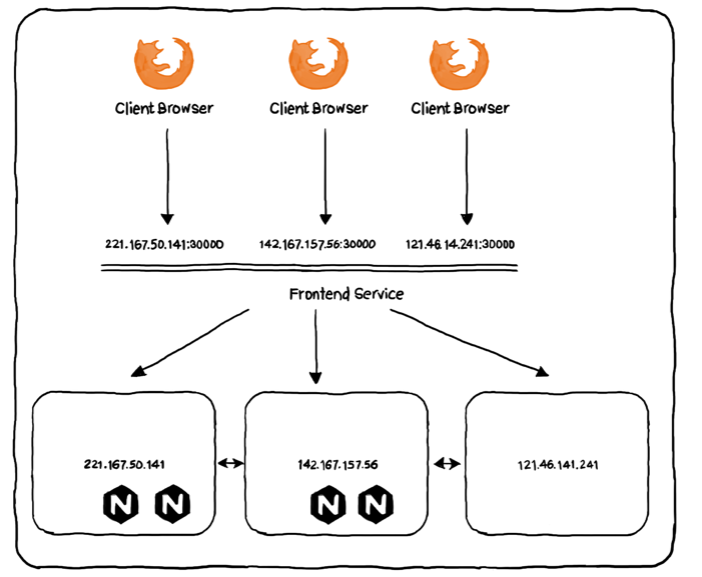 Client Browser
Client Browser
Client Browser
221.167.50.141:30000
142.167.157.56:30000
121.46.14.241:30000
Frontend Service
221.167.50.141
142.167.157.56
121.46.141.241
N N
N N